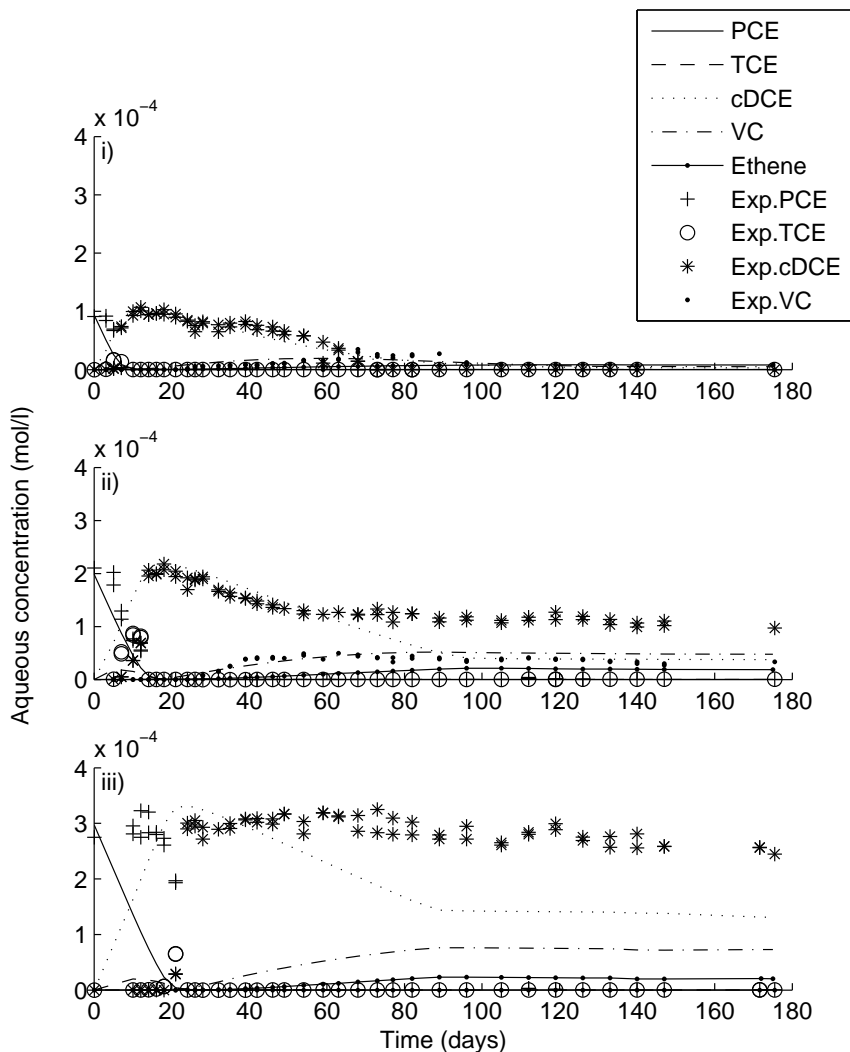 PCE
TCE
cDCE
VC
Ethene
Exp.PCE
Exp.TCE
Exp.cDCE
Exp.VC
x 10⁻⁴
i)
4
3
2
1
0
0 20 40 60 80 100 120 140 160 180
x 10⁻⁴
ii)
4
3
2
1
0
0 20 40 60 80 100 120 140 160 180
x 10⁻⁴
iii)
4
3
2
1
0
0 20 40 60 80 100 120 140 160 180
Aqueous concentration (mol/l)
Time (days)